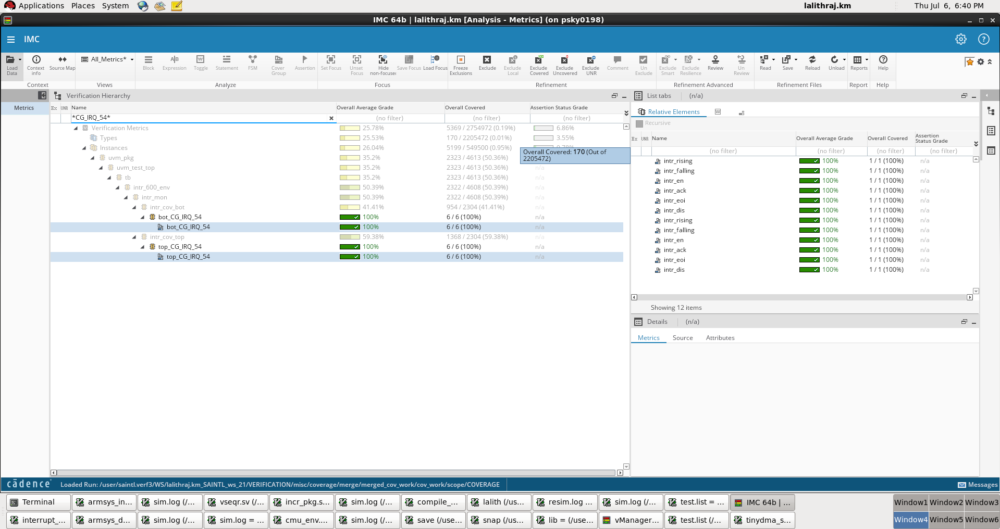 Applications Places System lalithraj.km Thu Jul 6, 6:40 PM
IMC 64b | lalithraj.km [Analysis - Metrics] (on psky0198)
IMC
Load Data
Context info
Source Map
All_Metrics*
Block
Expression
Toggle
Statement
FSM
Cover Group
Assertion
Set Focus
Unset Focus
Hide non-focused
Save Focus
Load Focus
Freeze Exclusions
Exclude
Exclude Local
Exclude Covered
Exclude Uncovered
Exclude UNR
Comment
Un Exclude
Exclude Smart
Exclude Resilience
Review
Un Review
Read
Save
Reload
Unload
Reports
Help
Context Views Analyze Focus Refinement Refinement Advanced Refinement Files Report Help
Metrics
Verification Hierarchy
Ex UNR Name Overall Average Grade Overall Covered Assertion Status Grade
*CG_IRQ_54* (no filter) (no filter) (no filter)
Verification Metrics 25.78% 5369 / 2754972 (0.19%) 6.86%
Types 25.53% 170 / 2205472 (0.01%) 3.55%
Instances 26.04% 5199 / 549500 (0.95%)
uvm_pkg 35.2% 2323 / 4613 (50.36%)
Overall Covered: 170 (Out of
2205472)
uvm_test_top 35.2% 2323 / 4613 (50.36%) n/a
tb 35.2% 2323 / 4613 (50.36%) n/a
intr_600_env 50.39% 2322 / 4608 (50.39%) n/a
intr_mon 50.39% 2322 / 4608 (50.39%) n/a
intr_cov_bot 41.41% 954 / 2304 (41.41%) n/a
bot_CG_IRQ_54 100% 6 / 6 (100%) n/a
bot_CG_IRQ_54 100% 6 / 6 (100%) n/a
intr_cov_top 59.38% 1368 / 2304 (59.38%) n/a
top_CG_IRQ_54 100% 6 / 6 (100%) n/a
top_CG_IRQ_54 100% 6 / 6 (100%) n/a
List tabs (n/a)
Relative Elements
Recursive
Ex UNR Name Overall Average Grade Overall Covered Assertion Status Grade
(no filter) (no filter) (no filter) (no filter)
intr_rising 100% 1 / 1 (100%) n/a
intr_falling 100% 1 / 1 (100%) n/a
intr_en 100% 1 / 1 (100%) n/a
intr_ack 100% 1 / 1 (100%) n/a
intr_eoi 100% 1 / 1 (100%) n/a
intr_dis 100% 1 / 1 (100%) n/a
intr_rising 100% 1 / 1 (100%) n/a
intr_falling 100% 1 / 1 (100%) n/a
intr_en 100% 1 / 1 (100%) n/a
intr_ack 100% 1 / 1 (100%) n/a
intr_eoi 100% 1 / 1 (100%) n/a
intr_dis 100% 1 / 1 (100%) n/a
Showing 12 items
Details (n/a)
Metrics Source Attributes
cādence Loaded Run: /user/saintl.verf3/WS/lalithraj.km_SAINTL_ws_21/VERIFICATION/misc/coverage/merge/merged_cov_work/cov_work/scope/COVERAGE Messages
Terminal armsys_in... sim.log (/... vseqr.sv (/... incr_pkg.s... sim.log (/... compile_... lalith (/us... resim.log ... sim.log (/... test.list = ... IMC 64b | ... Window1 Window2 Window3
interrupt_... armsys_d... sim.log (/... sim.log = ... cmu_env.... sim.log (/... save (/use... snap (/us... lib = (/use... vManager... test.list (/... tinydma_s... Window4 Window5 Window6